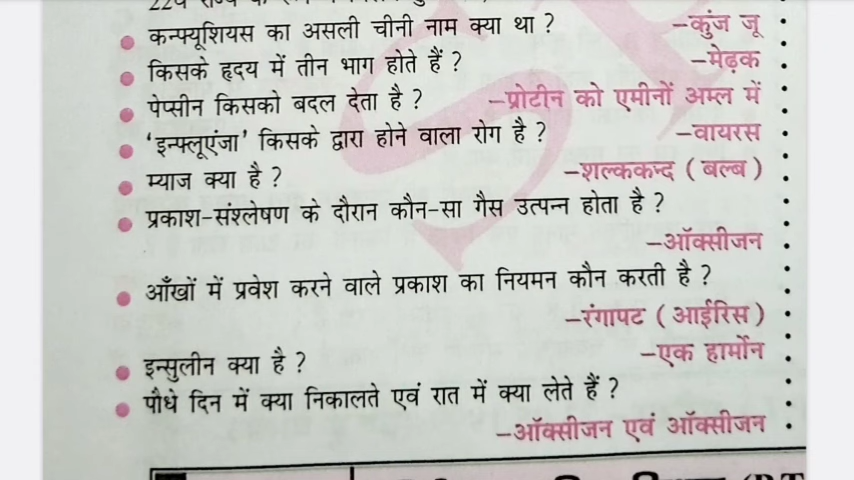 कन्फ्यूशियस का असली चीनी नाम क्या था ? –कुंज जू
किसके हृदय में तीन भाग होते हैं ? –मेढ़क
पेप्सीन किसको बदल देता है ? –प्रोटीन को एमीनों अम्ल में
‘इन्फ्लूएंजा’ किसके द्वारा होने वाला रोग है ? –वायरस
म्याज क्या है ? –शल्ककन्द ( बल्ब )
प्रकाश-संश्लेषण के दौरान कौन-सा गैस उत्पन्न होता है ?
–ऑक्सीजन
आँखों में प्रवेश करने वाले प्रकाश का नियमन कौन करती है ?
–रंगापट ( आईरिस )
इन्सुलीन क्या है ? –एक हार्मोन
पौधे दिन में क्या निकालते एवं रात में क्या लेते हैं ?
–ऑक्सीजन एवं ऑक्सीजन